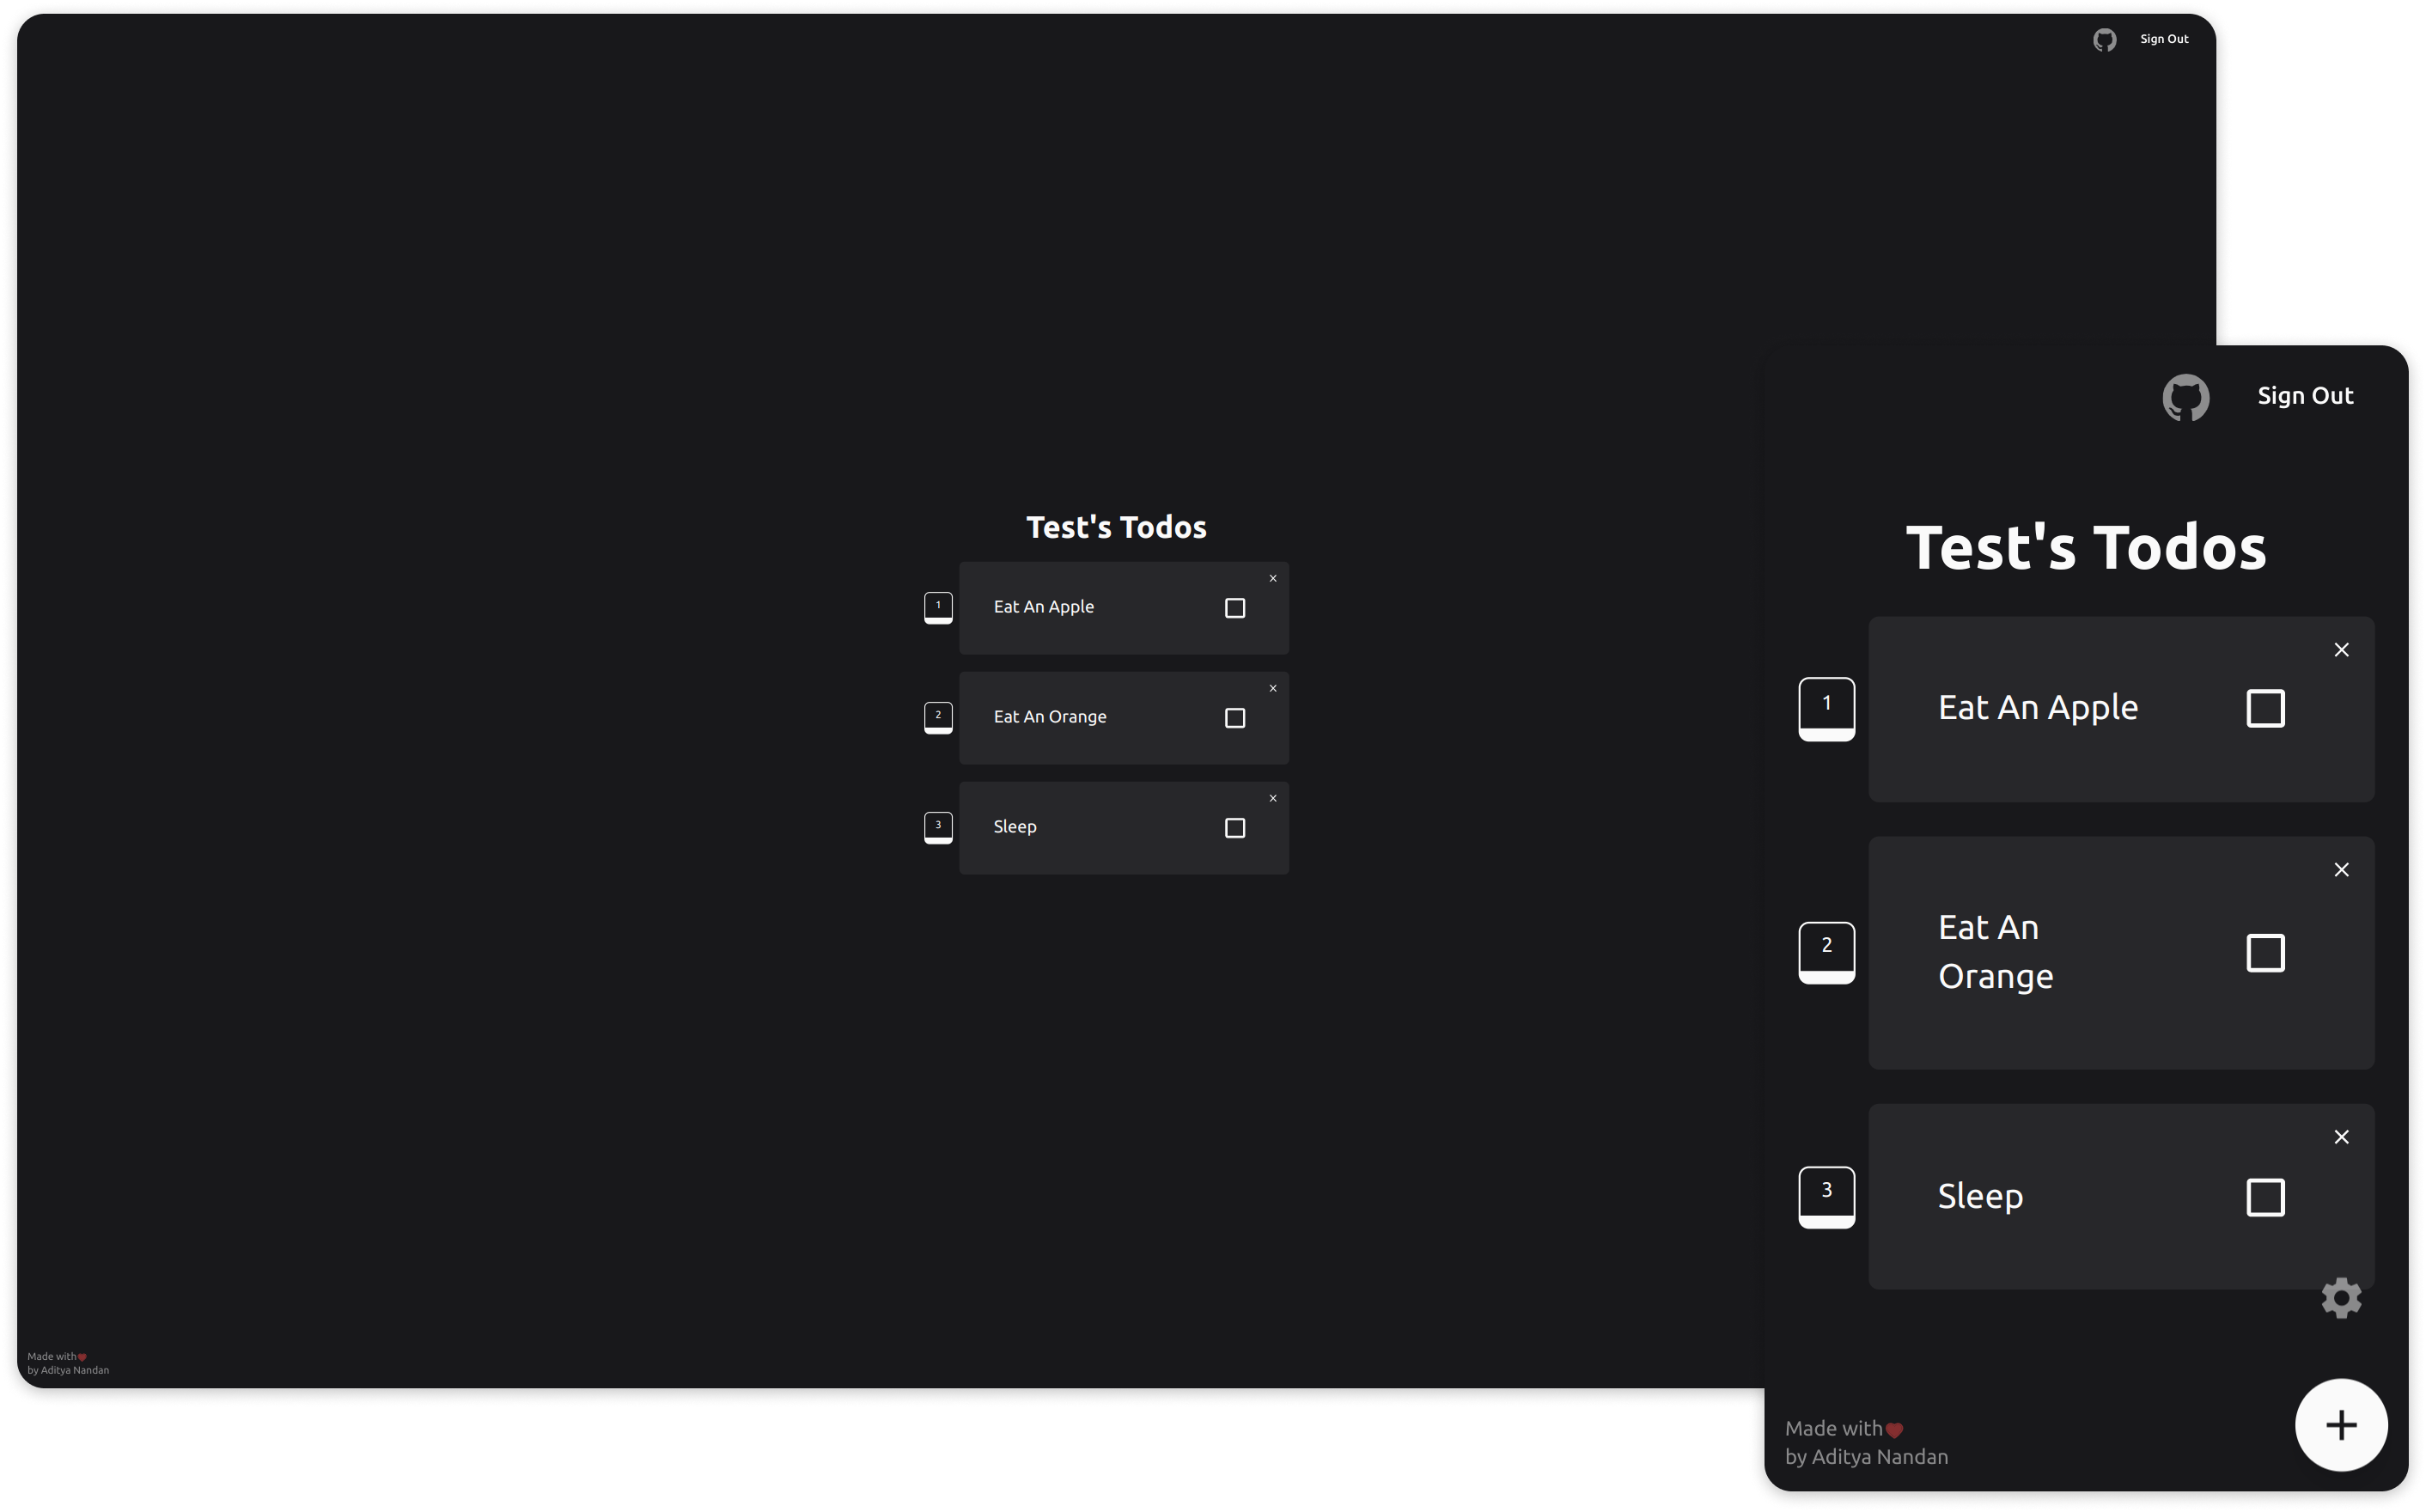 Sign Out
Test's Todos
1
Eat An Apple
2
Eat An Orange
3
Sleep
Made with
by Aditya Nandan
Sign Out
Test's Todos
1
Eat An Apple
2
Eat An
Orange
3
Sleep
Made with
by Aditya Nandan